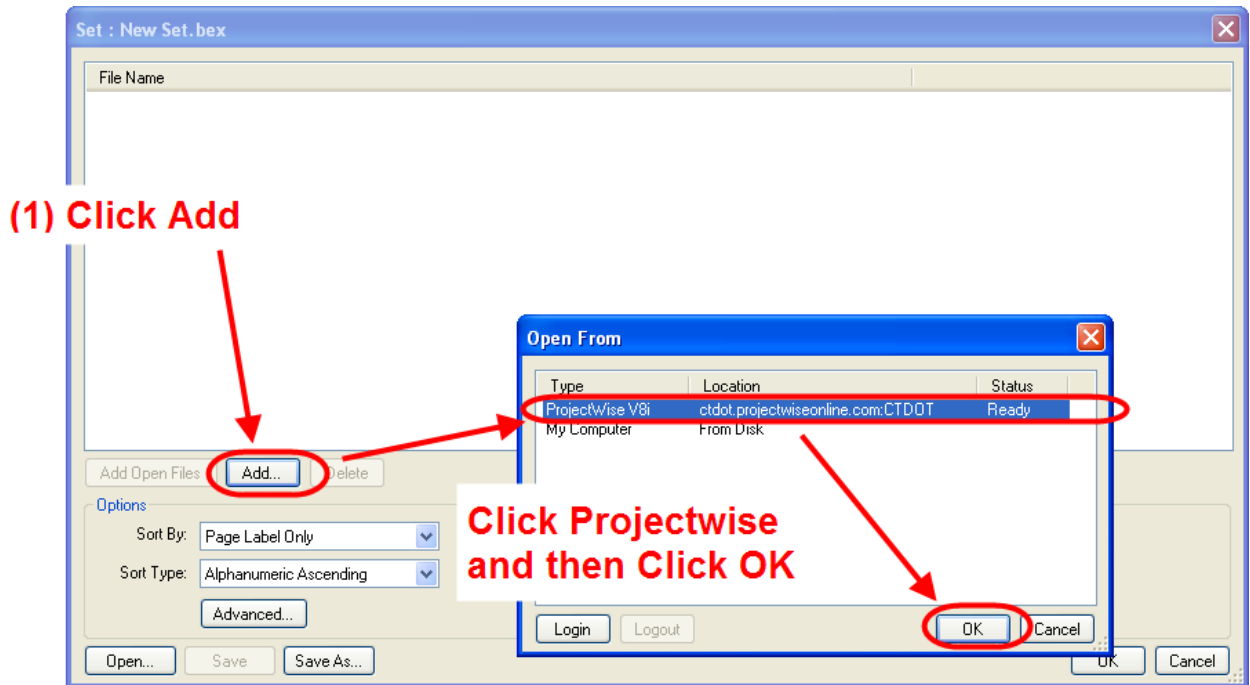 Set : New Set.bex
File Name
(1) Click Add
Open From
Type Location Status
ProjectWise V8i ctdot.projectwiseonline.com:CTDOT Ready
My Computer From Disk
Add Open Files Add... Delete
Options
Sort By: Page Label Only
Sort Type: Alphanumeric Ascending
Advanced...
Click Projectwise
and then Click OK
Login Logout OK Cancel
Open... Save Save As... OK Cancel